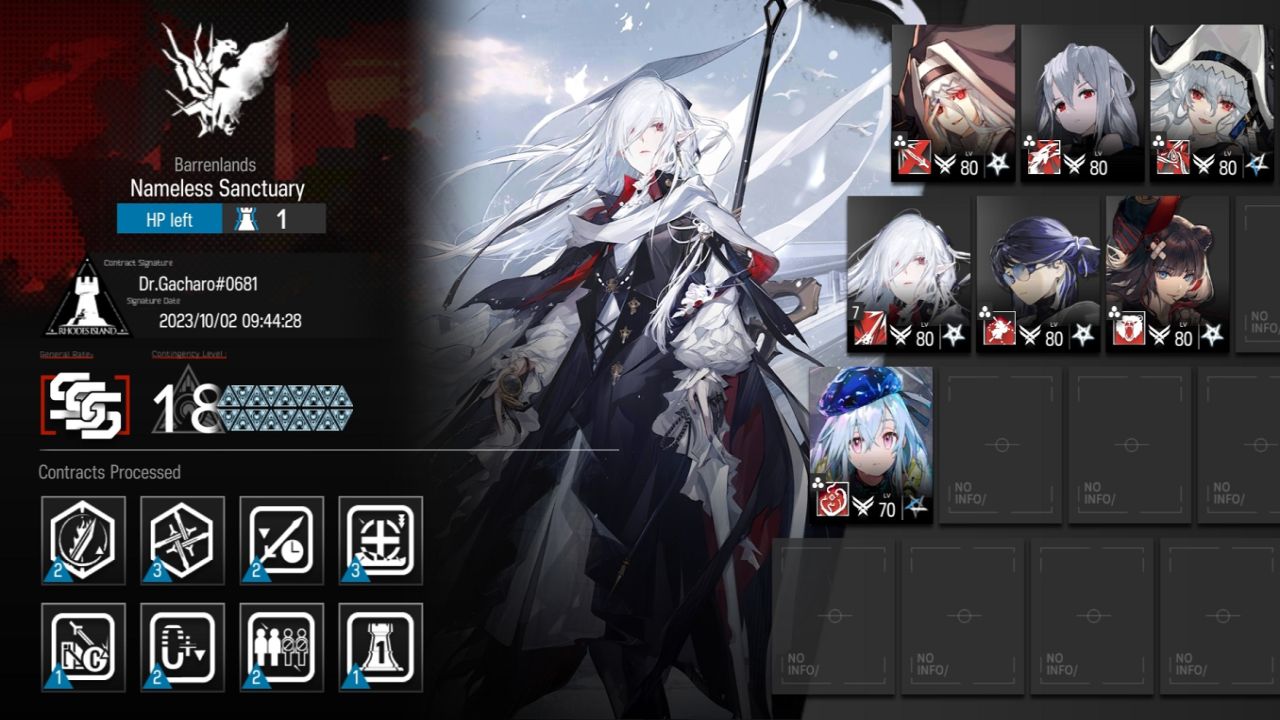 Barrenlands
Nameless Sanctuary
HP left 1
Contract Signature
Dr.Gacharo#0681
Signature Date
2023/10/02 09:44:28
RHODES ISLAND
General Rate:
Contingency Level:
SSS
18
Contracts Processed
2 3 2 3
1 2 2 1
1
LV 80
LV 80
LV 80
7 LV 80
LV 80
LV 80
NO INFO
LV 70
NO INFO/
NO INFO/
NO INFO/
NO INFO/
NO INFO/
NO INFO/
NO INFO/